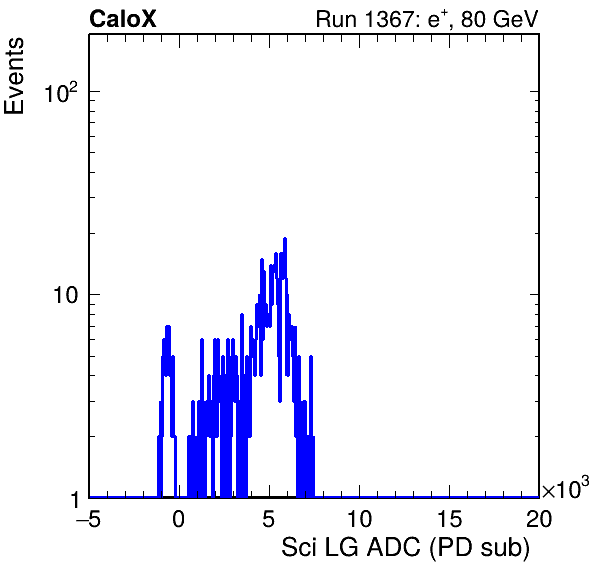 CaloX Run 1367: e⁺, 80 GeV
Events
10²
10
1
−5 0 5 10 15 20
×10³
Sci LG ADC (PD sub)